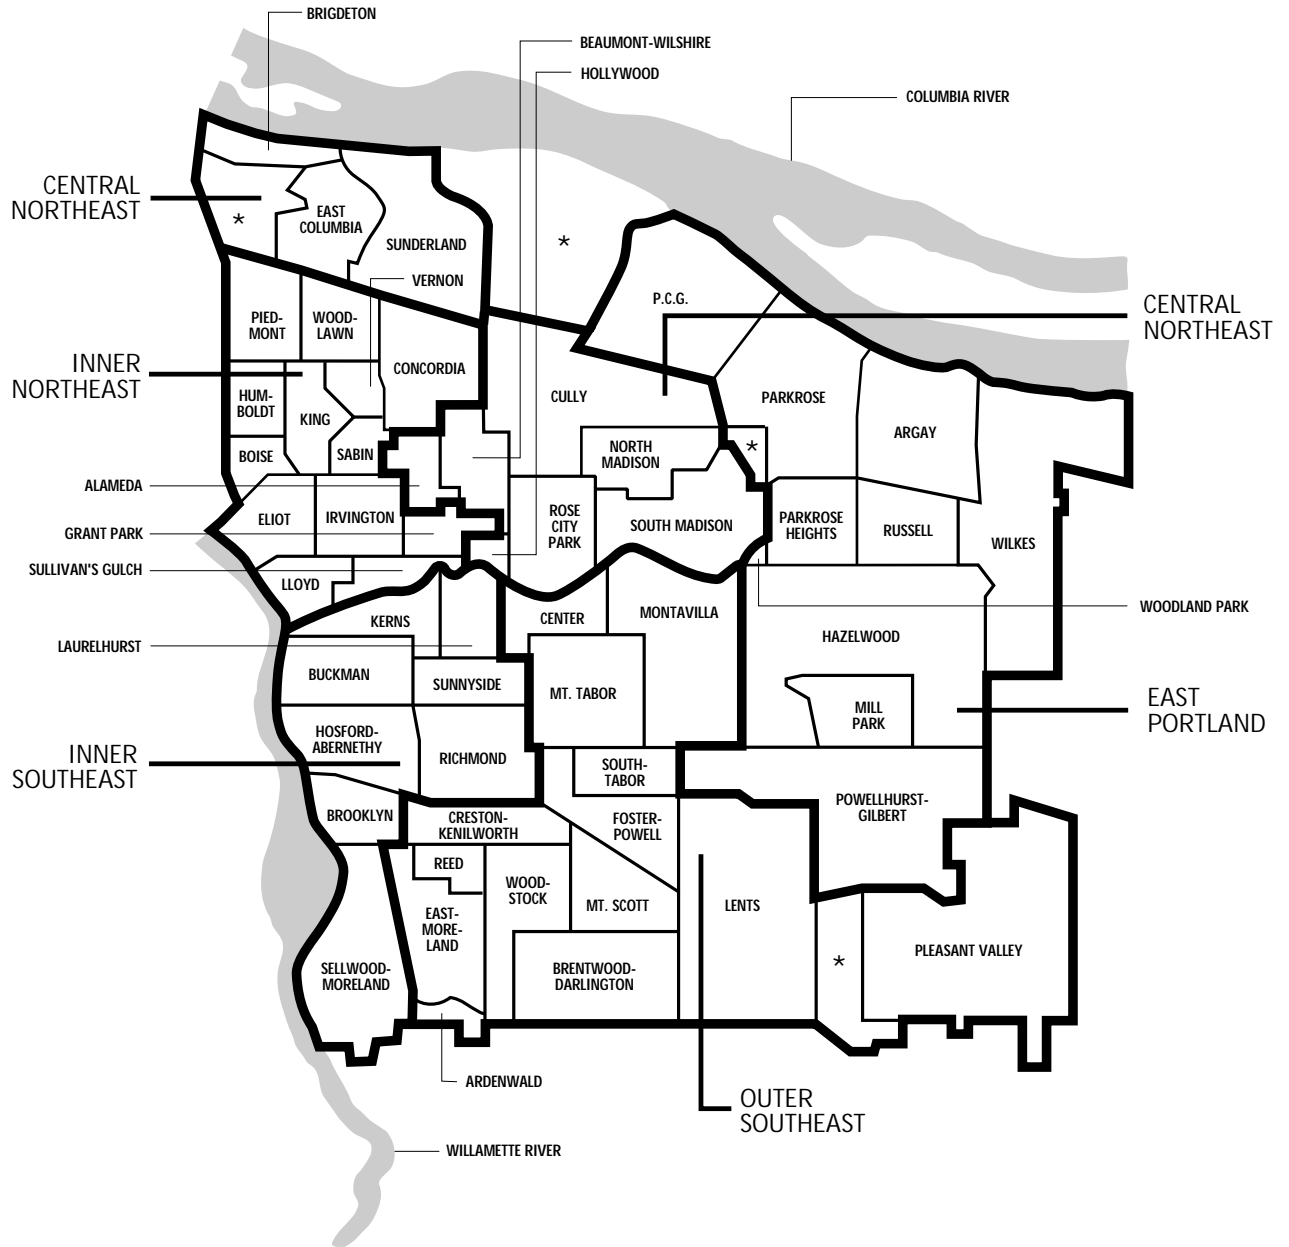 BRIGDETON
BEAUMONT-WILSHIRE
HOLLYWOOD
COLUMBIA RIVER
CENTRAL
NORTHEAST
*
EAST
COLUMBIA
SUNDERLAND
*
VERNON
P.C.G.
CENTRAL
NORTHEAST
PIED-
MONT
WOOD-
LAWN
INNER
NORTHEAST
CONCORDIA
HUM-
BOLDT
KING
CULLY
PARKROSE
ARGAY
BOISE
SABIN
NORTH
MADISON
*
ALAMEDA
ELIOT
IRVINGTON
ROSE
CITY
PARK
SOUTH MADISON
PARKROSE
HEIGHTS
RUSSELL
WILKES
GRANT PARK
SULLIVAN'S GULCH
LLOYD
KERNS
CENTER
MONTAVILLA
WOODLAND PARK
HAZELWOOD
LAURELHURST
BUCKMAN
SUNNYSIDE
MT. TABOR
MILL
PARK
EAST
PORTLAND
HOSFORD-
ABERNETHY
INNER
SOUTHEAST
RICHMOND
SOUTH-
TABOR
POWELLHURST-
GILBERT
BROOKLYN
CRESTON-
KENILWORTH
FOSTER-
POWELL
REED
WOOD-
STOCK
MT. SCOTT
LENTS
EAST-
MORE-
LAND
PLEASANT VALLEY
*
SELLWOOD-
MORELAND
BRENTWOOD-
DARLINGTON
ARDENWALD
OUTER
SOUTHEAST
WILLAMETTE RIVER